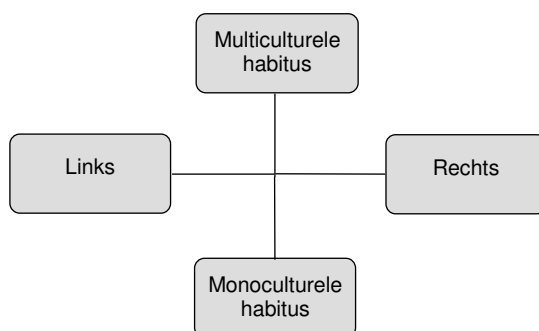 Multiculturele
habitus
Links
Rechts
Monoculturele
habitus